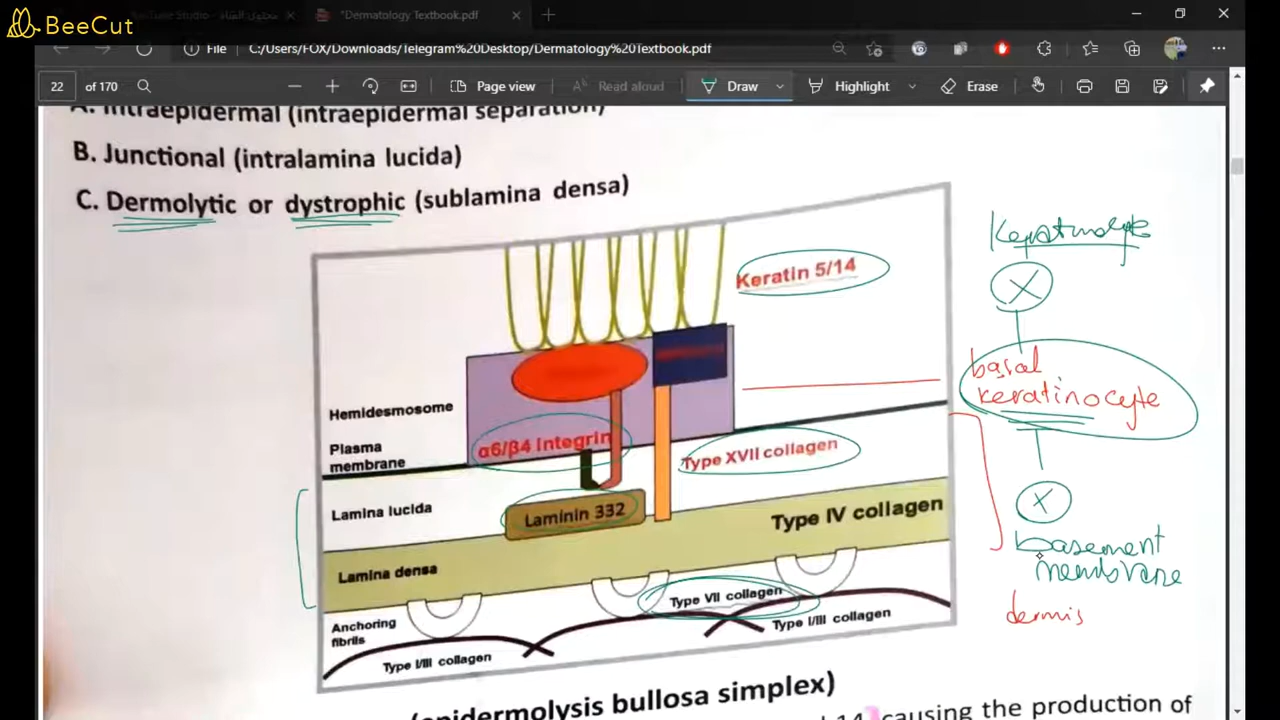 BeeCut
*Dermatology Textbook.pdf
File C:/Users/FOX/Downloads/Telegram%20Desktop/Dermatology%20Textbook.pdf
22 of 170 Page view Read aloud Draw Highlight Erase
A. Intraepidermal (intraepidermal separation)
B. Junctional (intralamina lucida)
C. Dermolytic or dystrophic (sublamina densa)
Keratinocyte
Keratin 5/14
X
basal
keratinocyte
Hemidesmosome
α6/β4 Integrin
Plasma
membrane
Type XVII collagen
Lamina lucida
Laminin 332
Type IV collagen
X
basement
membrane
Lamina densa
Type VII collagen
dermis
Anchoring
fibrils
Type I/III collagen
Type I/III collagen
(epidermolysis bullosa simplex)
14 causing the production of